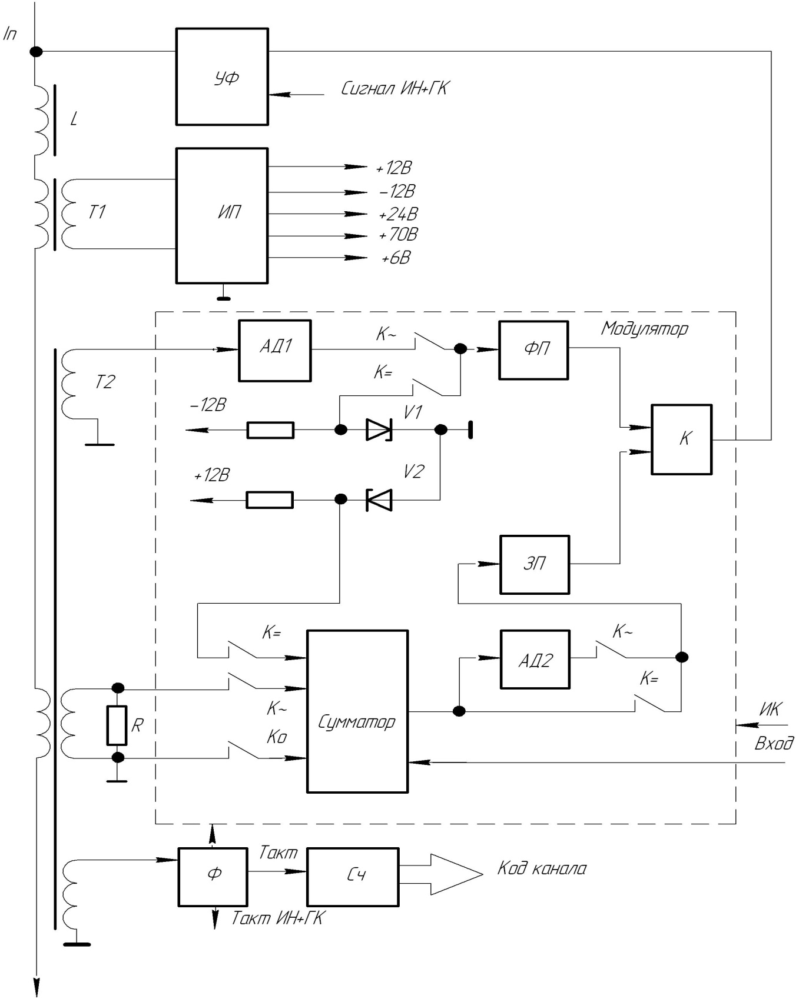 Iп
УФ
Сигнал ИН+ГК
L
+12В
-12В
+24В
+70В
+6В
T1
ИП
Модулятор
АД1
К~
ФП
К=
T2
-12В
V1
К
+12В
V2
ЗП
К=
К~
АД2
К=
К~
Сумматор
R
Ко
ИК
Вход
Такт
Ф
Сч
Код канала
Такт ИН+ГК